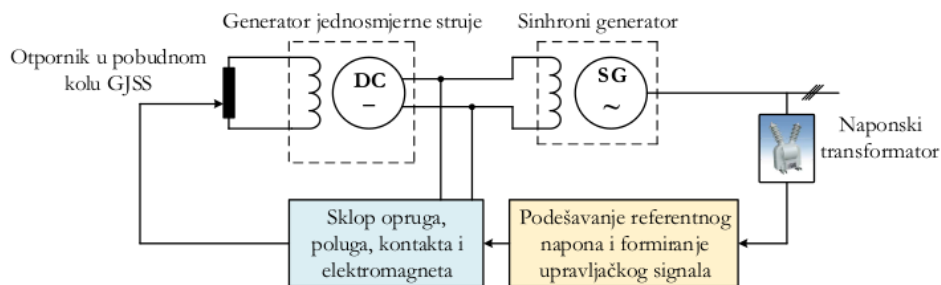 Generator jednosmjerne struje
Sinhroni generator
Otpornik u pobudnom
kolu GJSS
DC
–
SG
~
Naponski
transformator
Sklop opruga,
poluga, kontakta i
elektromagneta
Podešavanje referentnog
napona i formiranje
upravljačkog signala